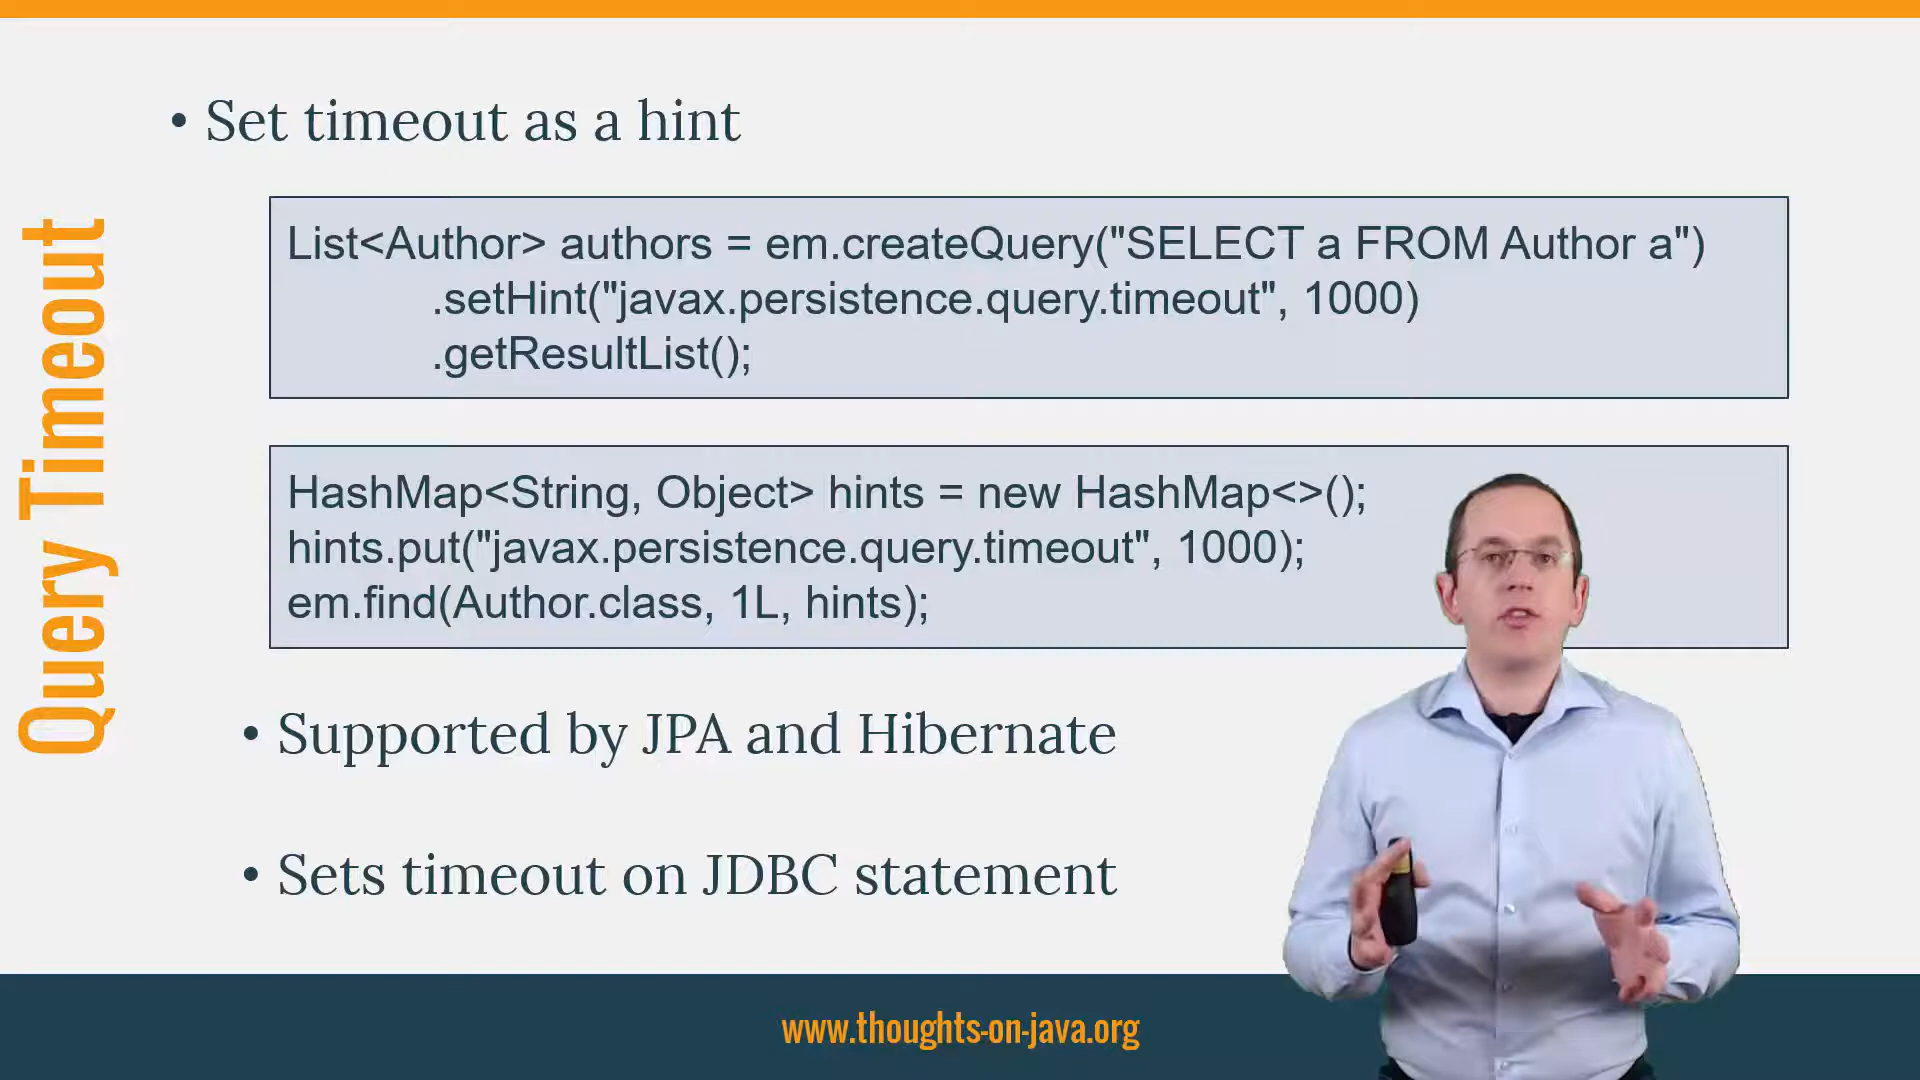 Query Timeout
• Set timeout as a hint
List<Author> authors = em.createQuery("SELECT a FROM Author a")
.setHint("javax.persistence.query.timeout", 1000)
.getResultList();
HashMap<String, Object> hints = new HashMap<>();
hints.put("javax.persistence.query.timeout", 1000);
em.find(Author.class, 1L, hints);
• Supported by JPA and Hibernate
• Sets timeout on JDBC statement
www.thoughts-on-java.org